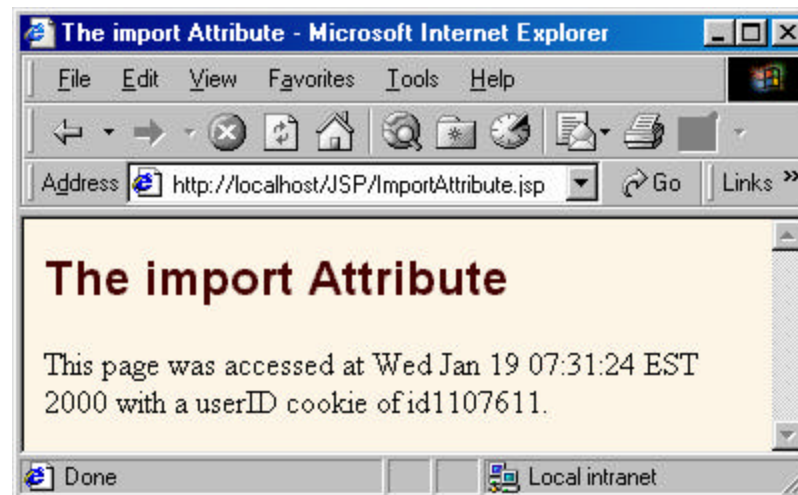 The import Attribute - Microsoft Internet Explorer
File Edit View Favorites Tools Help
Address http://localhost/JSP/ImportAttribute.jsp Go Links »
The import Attribute
This page was accessed at Wed Jan 19 07:31:24 EST
2000 with a userID cookie of id1107611.
Done Local intranet